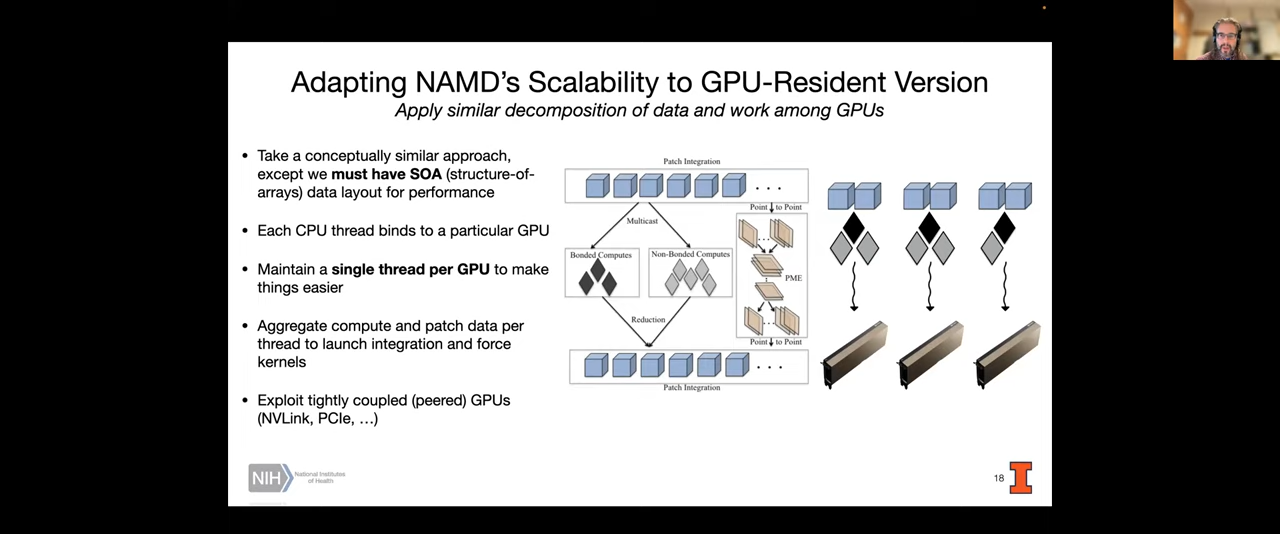 Adapting NAMD's Scalability to GPU-Resident Version
Apply similar decomposition of data and work among GPUs
• Take a conceptually similar approach,
except we must have SOA (structure-of-
arrays) data layout for performance
• Each CPU thread binds to a particular GPU
• Maintain a single thread per GPU to make
things easier
• Aggregate compute and patch data per
thread to launch integration and force
kernels
• Exploit tightly coupled (peered) GPUs
(NVLink, PCIe, …)
Patch Integration
Point to Point
Multicast
Bonded Computes
Non-Bonded Computes
PME
Reduction
Point to Point
Patch Integration
NIH
National Institutes
of Health
18
I